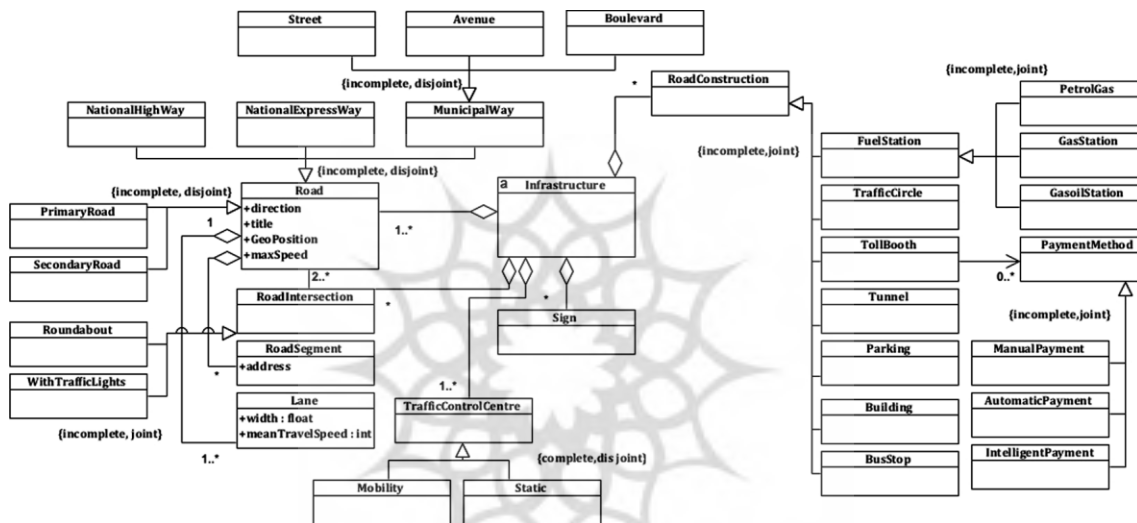 Street
Avenue
Boulevard
{incomplete, disjoint}
RoadConstruction
*
{incomplete,joint}
PetrolGas
NationalHighWay
NationalExpressWay
MunicipalWay
{incomplete,joint}
FuelStation
GasStation
{incomplete, disjoint}
{incomplete, disjoint}
Road
+direction
+title
+GeoPosition
+maxSpeed
a
Infrastructure
1..*
PrimaryRoad
1
TrafficCircle
GasoilStation
SecondaryRoad
TollBooth
PaymentMethod
0..*
2..*
RoadIntersection
*
*
Sign
Tunnel
{incomplete,joint}
Roundabout
RoadSegment
+address
*
Parking
ManualPayment
WithTrafficLights
1..*
Lane
+width : float
+meanTravelSpeed : int
TrafficControlCentre
Building
AutomaticPayment
{incomplete, joint}
1..*
{complete,dis joint}
BusStop
IntelligentPayment
Mobility
Static